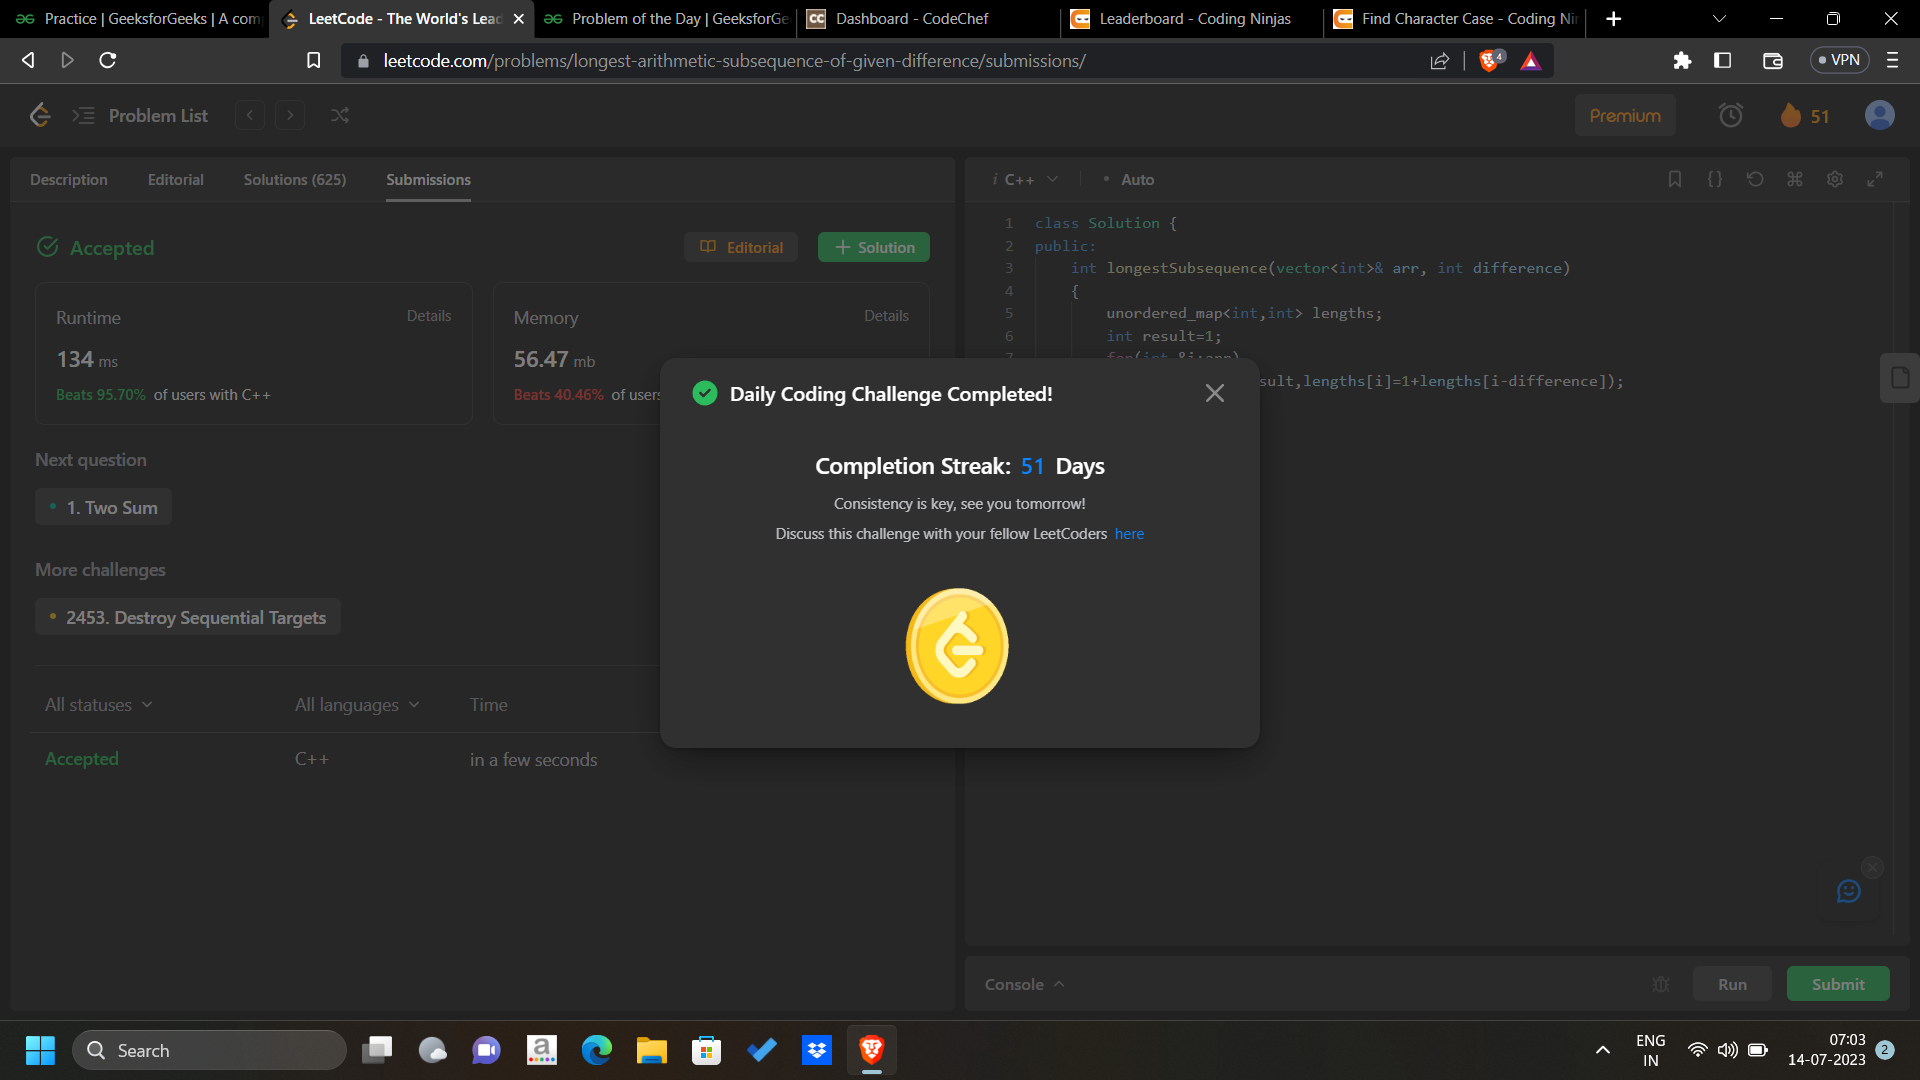 Practice | GeeksforGeeks | A com
LeetCode - The World's Lead
Problem of the Day | GeeksforGe
CC Dashboard - CodeChef
Leaderboard - Coding Ninjas
Find Character Case - Coding Nin
leetcode.com/problems/longest-arithmetic-subsequence-of-given-difference/submissions/
4
VPN
Problem List
Premium
51
Description
Editorial
Solutions (625)
Submissions
i C++
Auto
Accepted
Editorial
Solution
Runtime
Details
134 ms
Beats 95.70% of users with C++
Memory
Details
56.47 mb
Beats 40.46% of users
Next question
1. Two Sum
More challenges
2453. Destroy Sequential Targets
All statuses
All languages
Time
Accepted
C++
in a few seconds
1 class Solution {
2 public:
3 int longestSubsequence(vector<int>& arr, int difference)
4 {
5 unordered_map<int,int> lengths;
6 int result=1;
7 for(int &i:arr)
sult,lengths[i]=1+lengths[i-difference]);
Daily Coding Challenge Completed!
Completion Streak: 51 Days
Consistency is key, see you tomorrow!
Discuss this challenge with your fellow LeetCoders here
Console
Run
Submit
Search
a
ENG
IN
07:03
14-07-2023
2